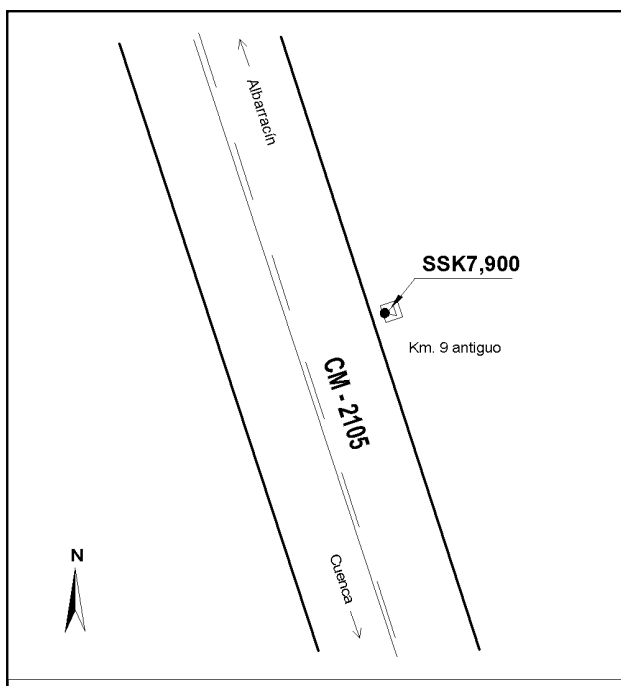 Albarracín
SSK7,900
Km. 9 antiguo
CM - 2105
Cuenca
N